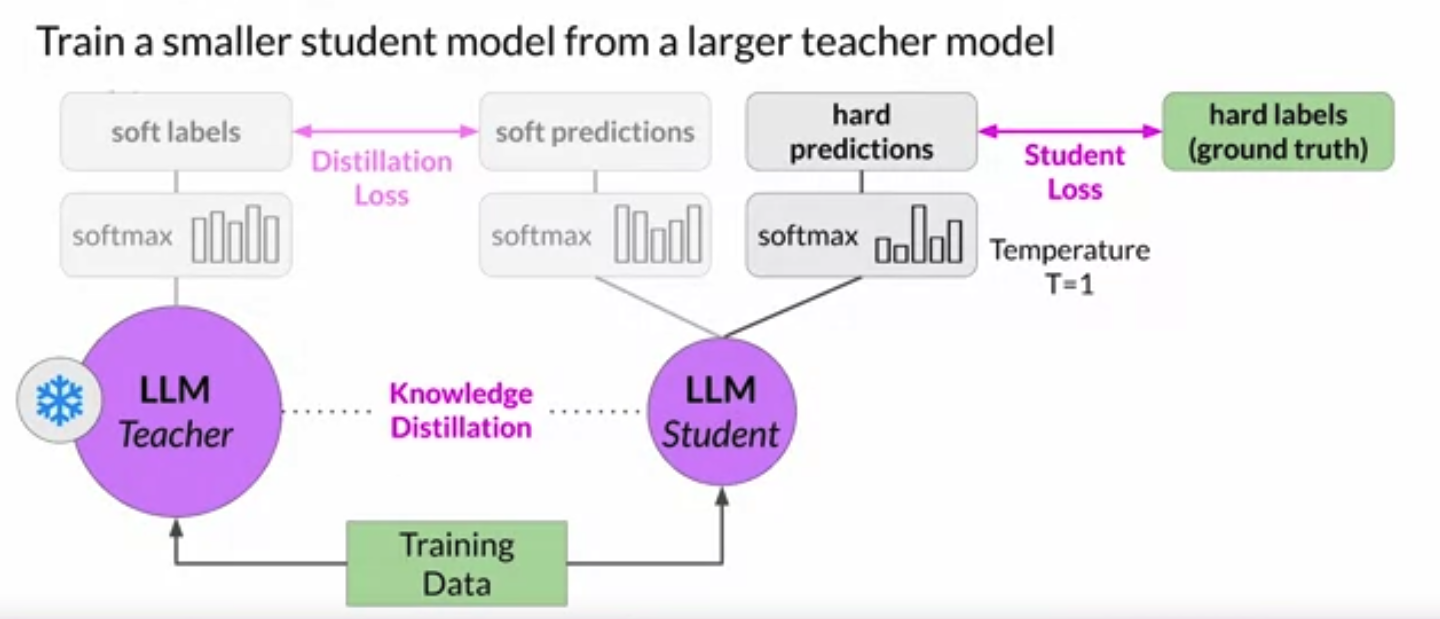 Train a smaller student model from a larger teacher model
soft labels
Distillation
Loss
soft predictions
hard
predictions
Student
Loss
hard labels
(ground truth)
softmax
softmax
softmax
Temperature
T=1
LLM
Teacher
Knowledge
Distillation
LLM
Student
Training
Data